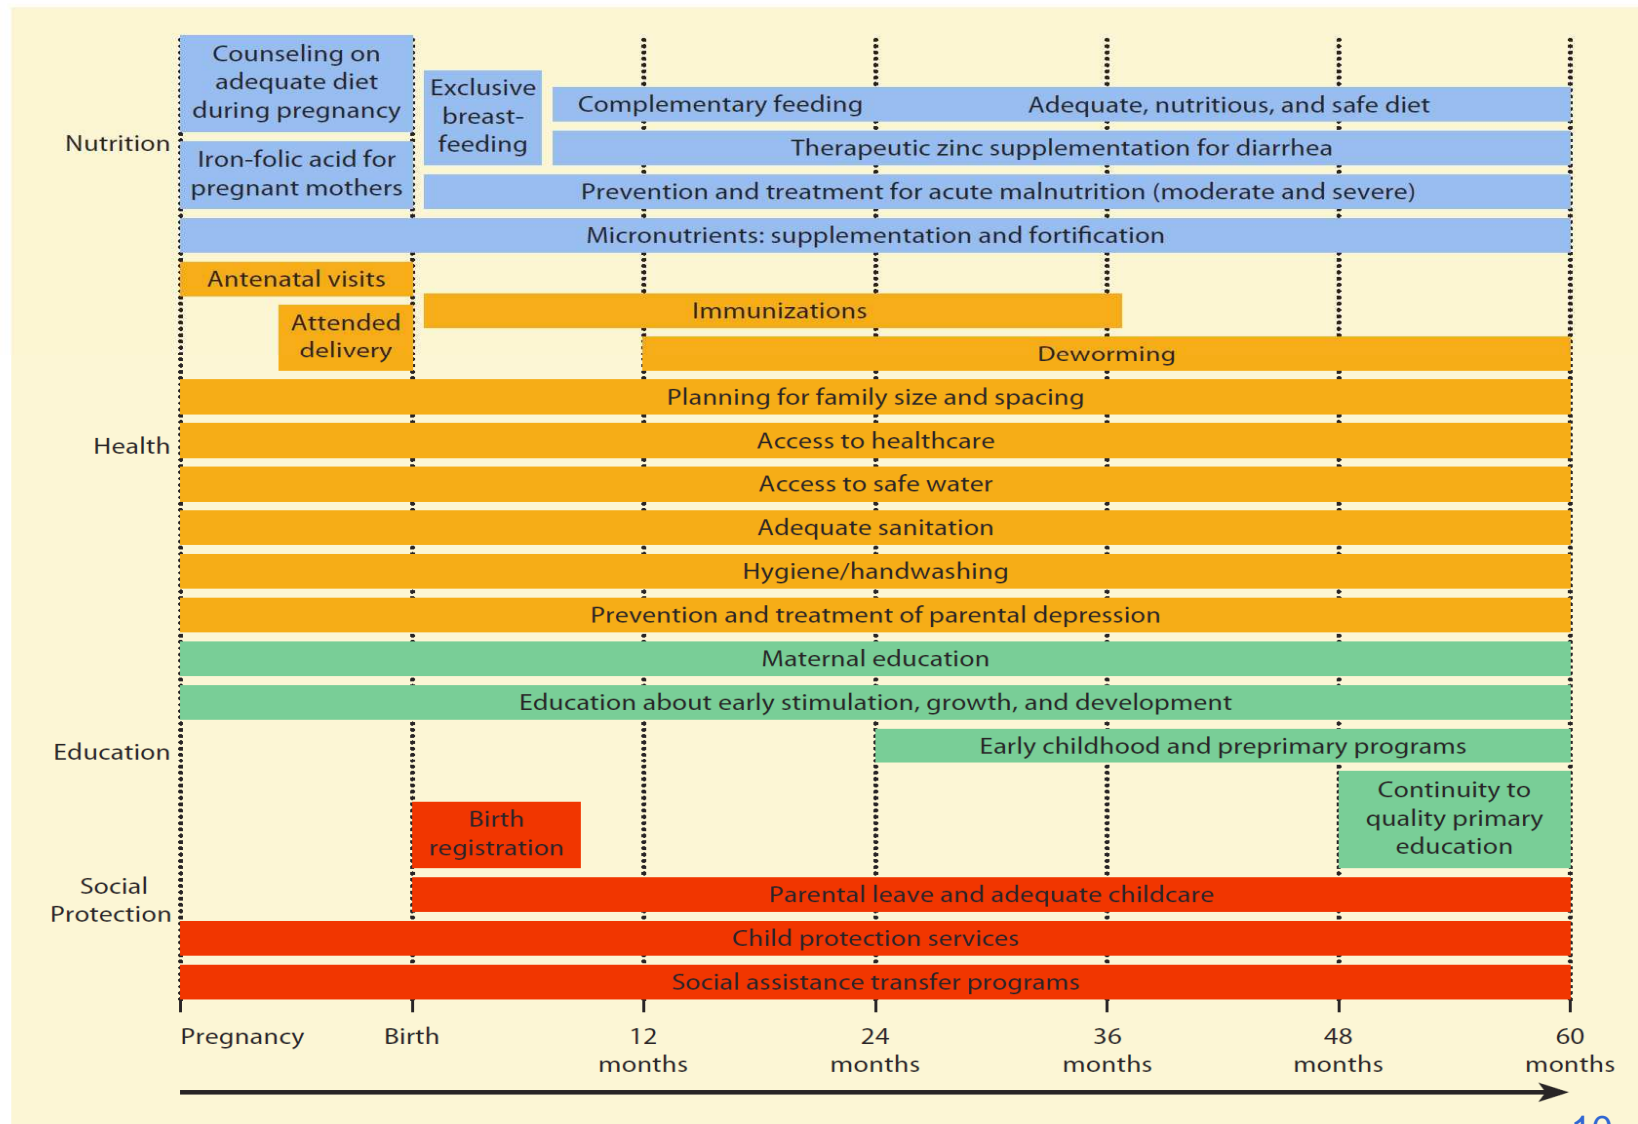 Nutrition
Counseling on
adequate diet
during pregnancy
Iron-folic acid for
pregnant mothers
Exclusive
breast-
feeding
Complementary feeding
Adequate, nutritious, and safe diet
Therapeutic zinc supplementation for diarrhea
Prevention and treatment for acute malnutrition (moderate and severe)
Micronutrients: supplementation and fortification
Health
Antenatal visits
Attended
delivery
Immunizations
Deworming
Planning for family size and spacing
Access to healthcare
Access to safe water
Adequate sanitation
Hygiene/handwashing
Prevention and treatment of parental depression
Education
Maternal education
Education about early stimulation, growth, and development
Early childhood and preprimary programs
Continuity to
quality primary
education
Social
Protection
Birth
registration
Parental leave and adequate childcare
Child protection services
Social assistance transfer programs
Pregnancy
Birth
12
months
24
months
36
months
48
months
60
months